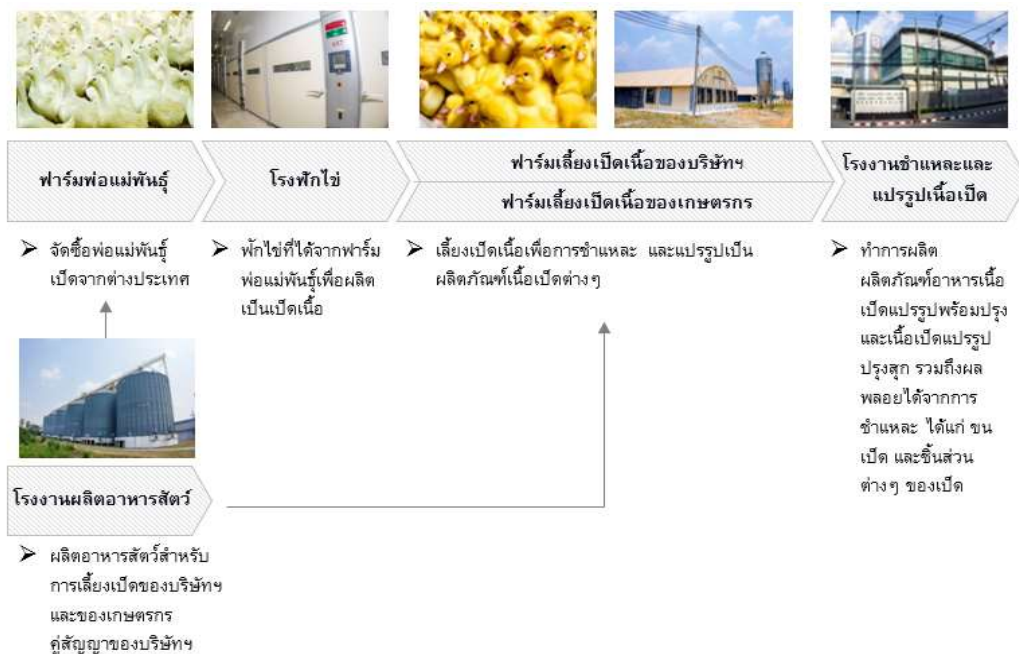 ฟาร์มพ่อแม่พันธุ์
โรงฟักไข่
ฟาร์มเลี้ยงเป็ดเนื้อของบริษัทฯ
ฟาร์มเลี้ยงเป็ดเนื้อของเกษตรกร
โรงงานชำแหละและ
แปรรูปเนื้อเป็ด
➢ จัดซื้อพ่อแม่พันธุ์
เป็ดจากต่างประเทศ
➢ ฟักไข่ที่ได้จากฟาร์ม
พ่อแม่พันธุ์เพื่อผลิต
เป็นเป็ดเนื้อ
➢ เลี้ยงเป็ดเนื้อเพื่อการชำแหละ และแปรรูปเป็น
ผลิตภัณฑ์เนื้อเป็ดต่างๆ
➢ ทำการผลิต
ผลิตภัณฑ์อาหารเนื้อ
เป็ดแปรรูปพร้อมปรุง
และเนื้อเป็ดแปรรูป
ปรุงสุก รวมถึงผล
พลอยได้จากการ
ชำแหละ ได้แก่ ขน
เป็ด และชิ้นส่วน
ต่างๆ ของเป็ด
โรงงานผลิตอาหารสัตว์
➢ ผลิตอาหารสัตว์สำหรับ
การเลี้ยงเป็ดของบริษัทฯ
และของเกษตรกร
คู่สัญญาของบริษัทฯ